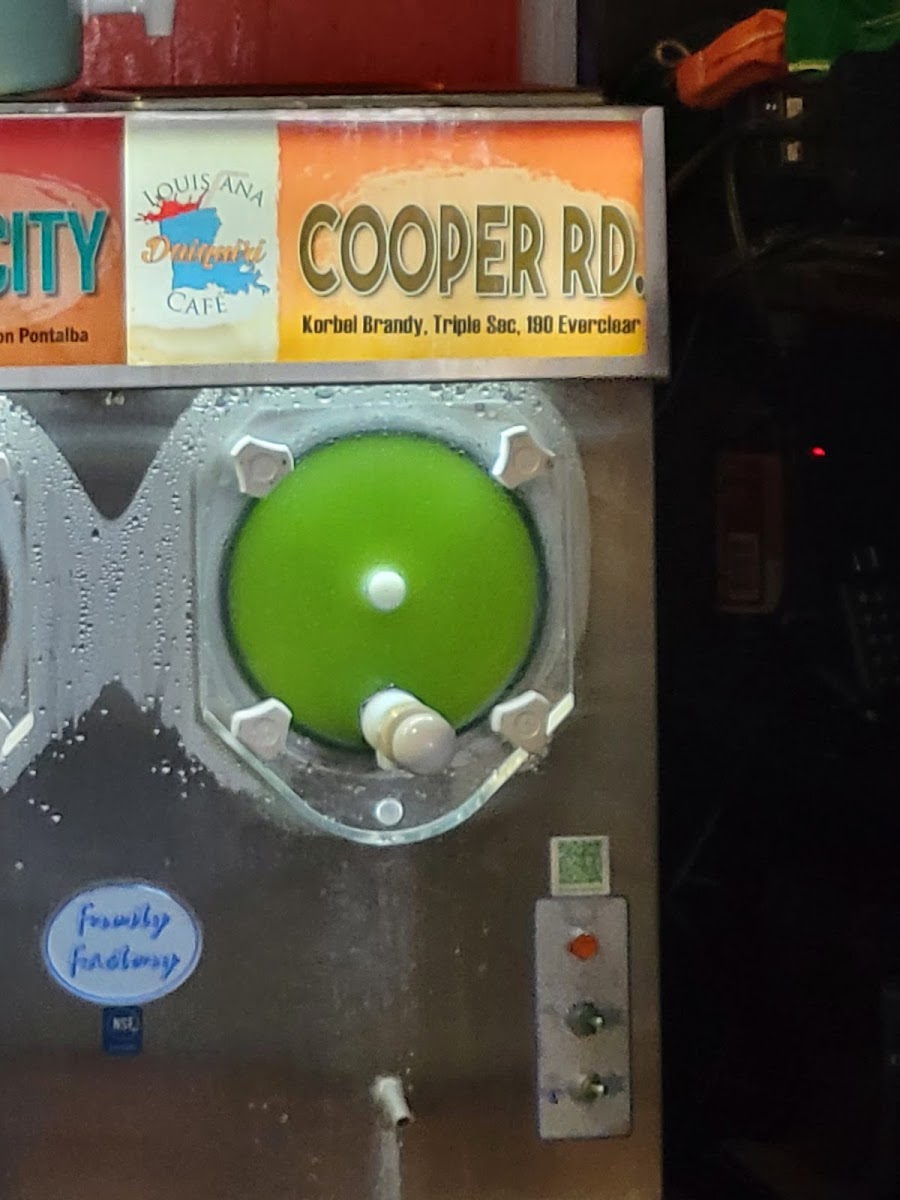 CITY
on Pontalba
LOUISIANA
Daiquiri
CAFE
COOPER RD.
Korbel Brandy, Triple Sec, 190 Everclear
Frosty
Factory
NSF